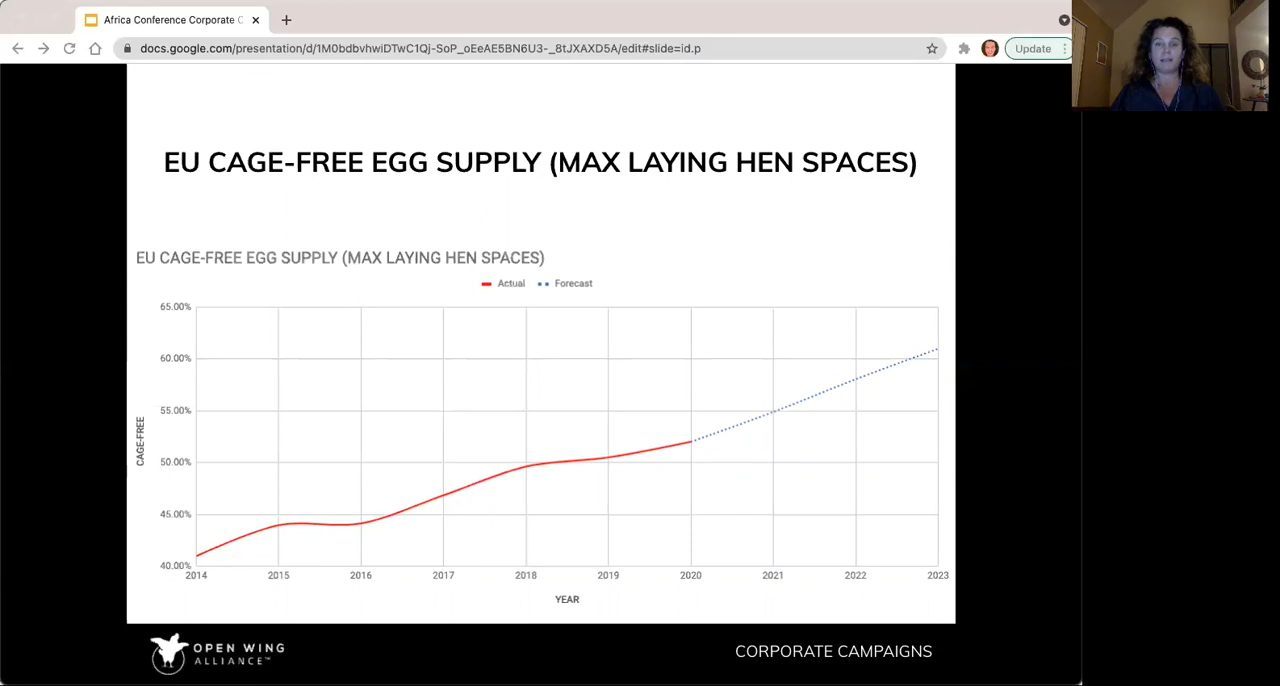 Africa Conference Corporate C
docs.google.com/presentation/d/1M0bdbvhwiDTwC1Qj-SoP_oEeAE5BN6U3-_8tJXAXD5A/edit#slide=id.p
Update
EU CAGE-FREE EGG SUPPLY (MAX LAYING HEN SPACES)
EU CAGE-FREE EGG SUPPLY (MAX LAYING HEN SPACES)
Actual Forecast
65.00%
60.00%
55.00%
50.00%
45.00%
40.00%
CAGE-FREE
2014 2015 2016 2017 2018 2019 2020 2021 2022 2023
YEAR
OPEN WING
ALLIANCE™
CORPORATE CAMPAIGNS